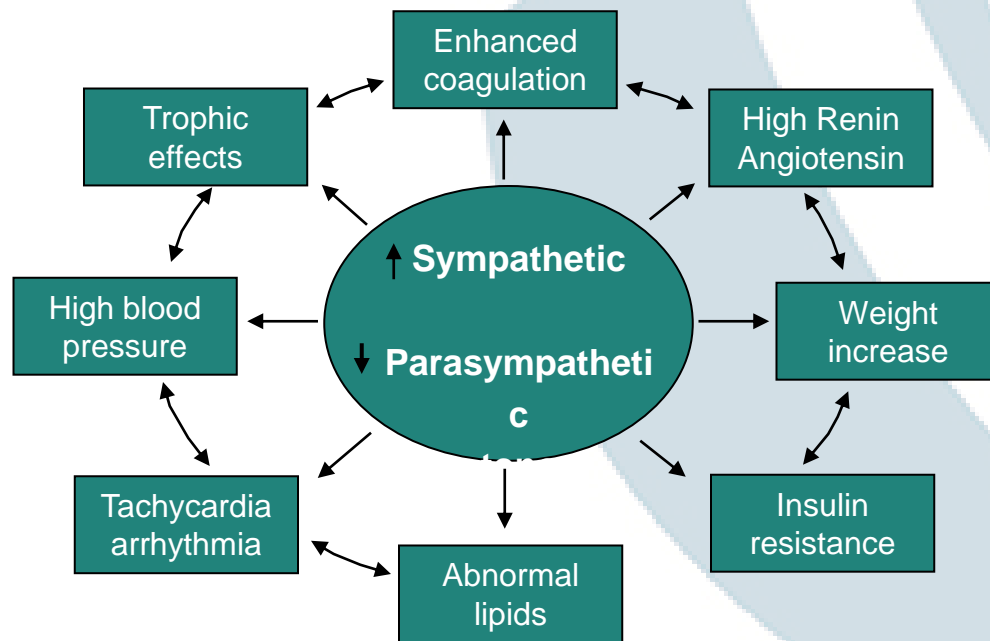 Enhanced
coagulation
Trophic
effects
High Renin
Angiotensin
Sympathetic
High blood
pressure
Weight
increase
Parasympatheti
c
Tachycardia
arrhythmia
Insulin
resistance
Abnormal
lipids